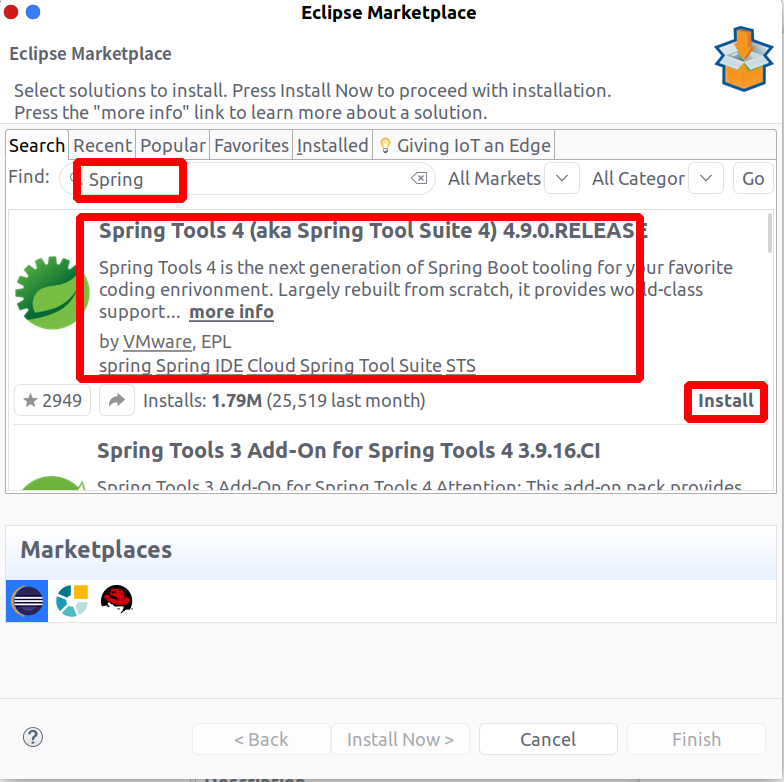 Eclipse Marketplace
Eclipse Marketplace
Select solutions to install. Press Install Now to proceed with installation.
Press the "more info" link to learn more about a solution.
Search Recent Popular Favorites Installed Giving IoT an Edge
Find: Spring All Markets All Categor Go
Spring Tools 4 (aka Spring Tool Suite 4) 4.9.0.RELEASE
Spring Tools 4 is the next generation of Spring Boot tooling for your favorite
coding enrivonment. Largely rebuilt from scratch, it provides world-class
support... more info
by VMware, EPL
spring Spring IDE Cloud Spring Tool Suite STS
2949 Installs: 1.79M (25,519 last month) Install
Spring Tools 3 Add-On for Spring Tools 4 3.9.16.CI
Spring Tools 3 Add-On for Spring Tools 4 Attention: This add-on pack provides
Marketplaces
? < Back Install Now > Cancel Finish
Description